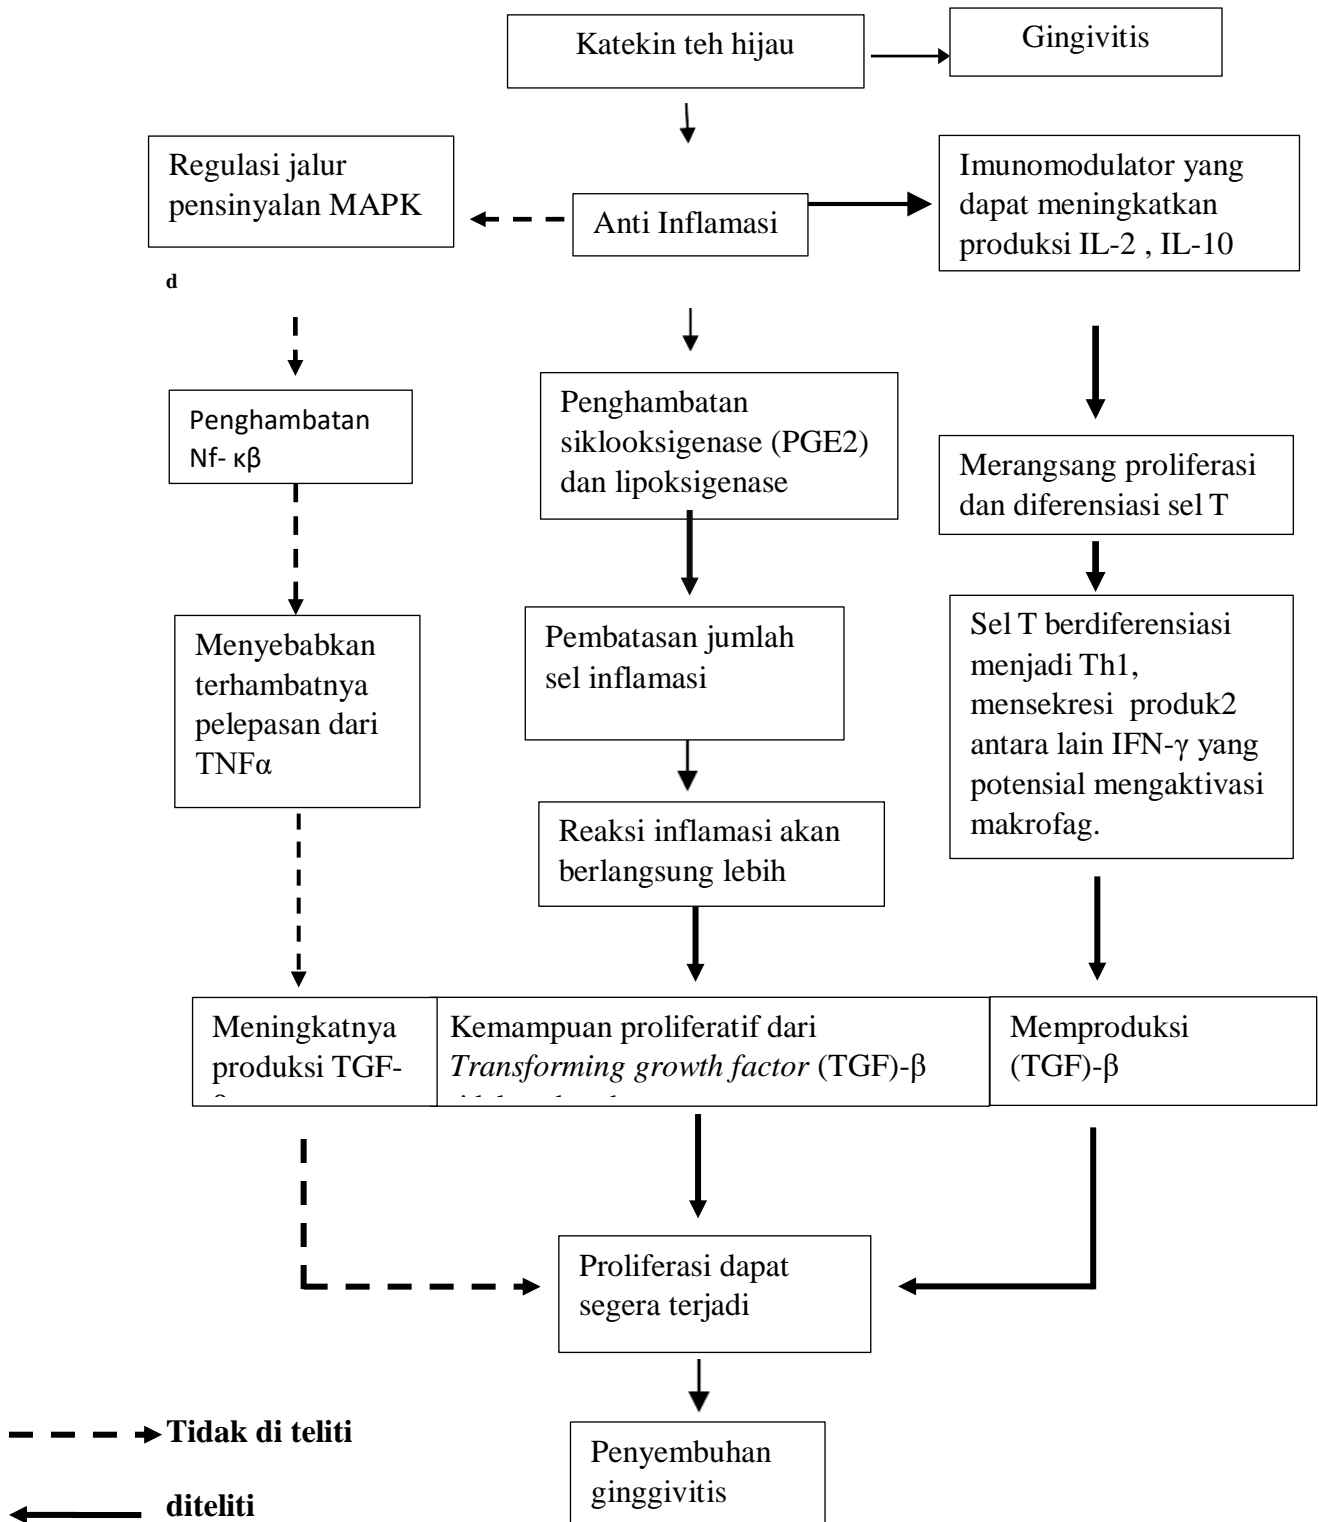 Katekin teh hijau
Gingivitis
Regulasi jalur
pensinyalan MAPK
d
Anti Inflamasi
Imunomodulator yang
dapat meningkatkan
produksi IL-2 , IL-10
Penghambatan
Nf- κβ
Penghambatan
siklooksigenase (PGE2)
dan lipoksigenase
Merangsang proliferasi
dan diferensiasi sel T
Menyebabkan
terhambatnya
pelepasan dari
TNFα
Pembatasan jumlah
sel inflamasi
Sel T berdiferensiasi
menjadi Th1,
mensekresi produk2
antara lain IFN-γ yang
potensial mengaktivasi
makrofag.
Reaksi inflamasi akan
berlangsung lebih
Meningkatnya
produksi TGF-
Kemampuan proliferatif dari
Transforming growth factor (TGF)-β
Memproduksi
(TGF)-β
Proliferasi dapat
segera terjadi
Penyembuhan
ginggivitis
Tidak di teliti
diteliti